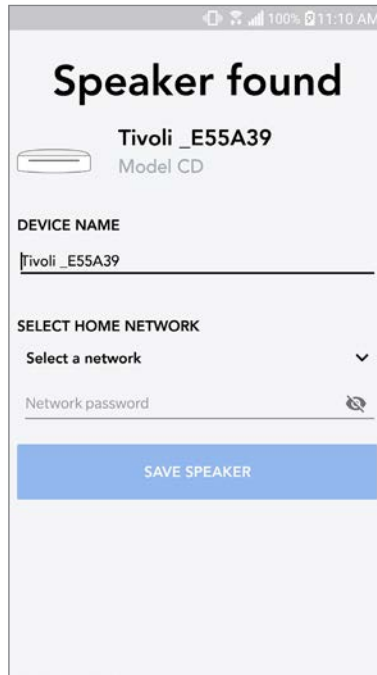 100% 11:10 AM
Speaker found
Tivoli _E55A39
Model CD
DEVICE NAME
Tivoli _E55A39
SELECT HOME NETWORK
Select a network
Network password
SAVE SPEAKER